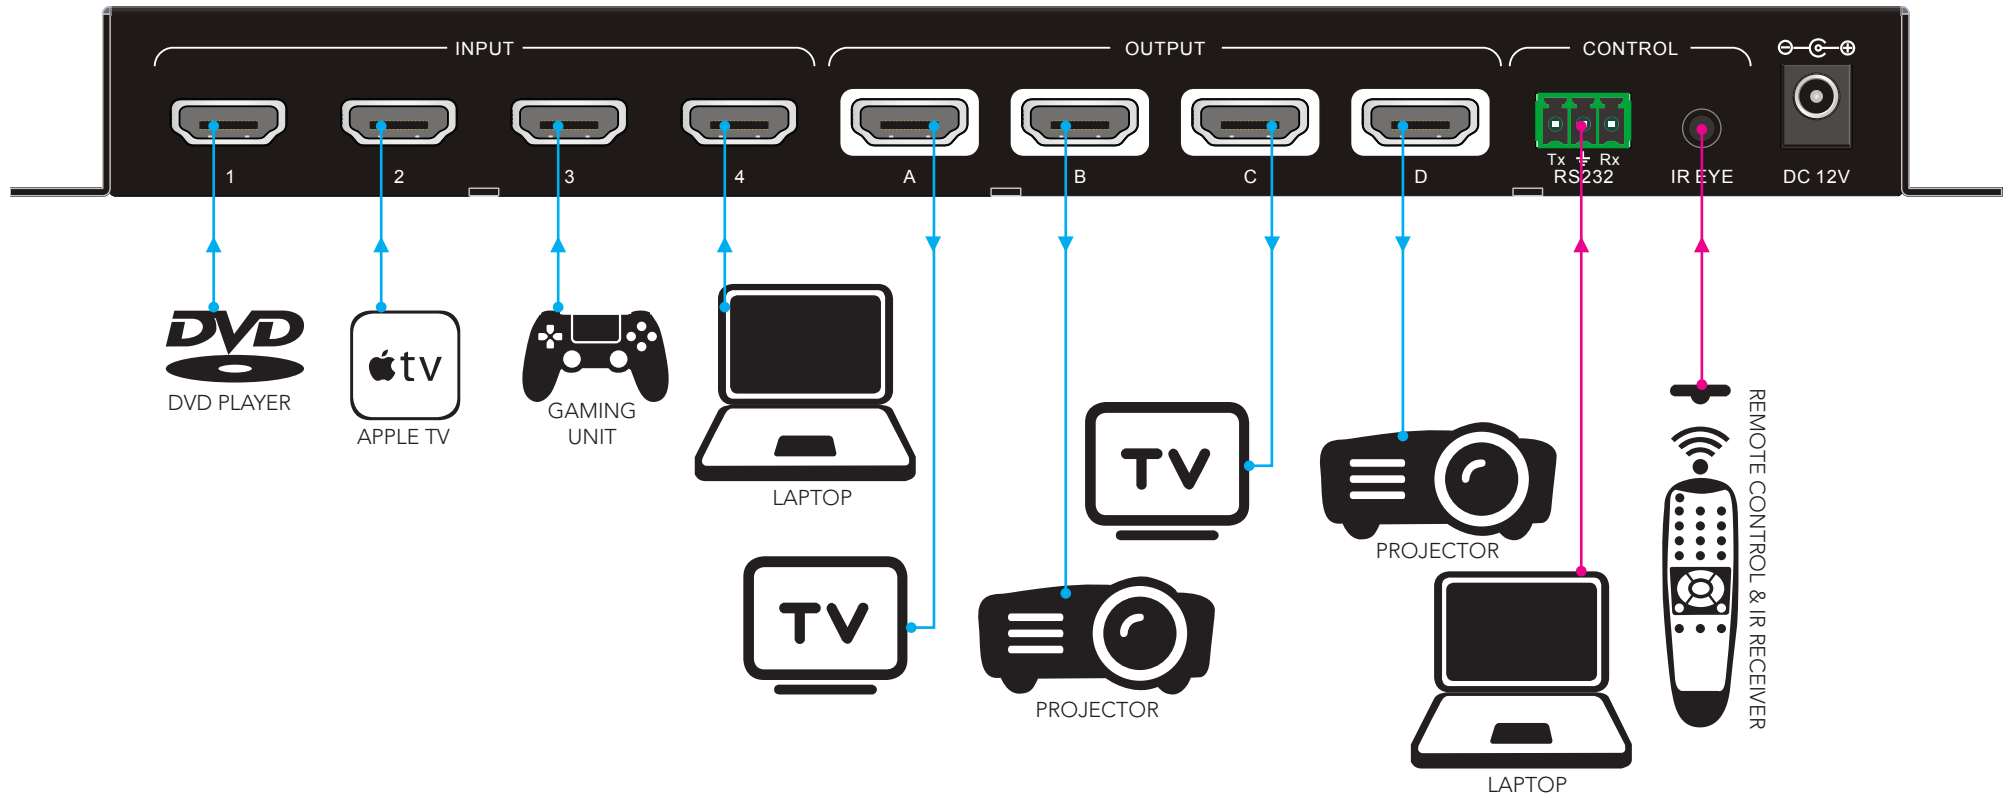 INPUT
OUTPUT
CONTROL
1
2
3
4
A
B
C
D
Tx
Rx
RS232
IR EYE
DC 12V
DVD
DVD PLAYER
tv
APPLE TV
GAMING
UNIT
LAPTOP
TV
TV
PROJECTOR
PROJECTOR
LAPTOP
REMOTE CONTROL & IR RECEIVER